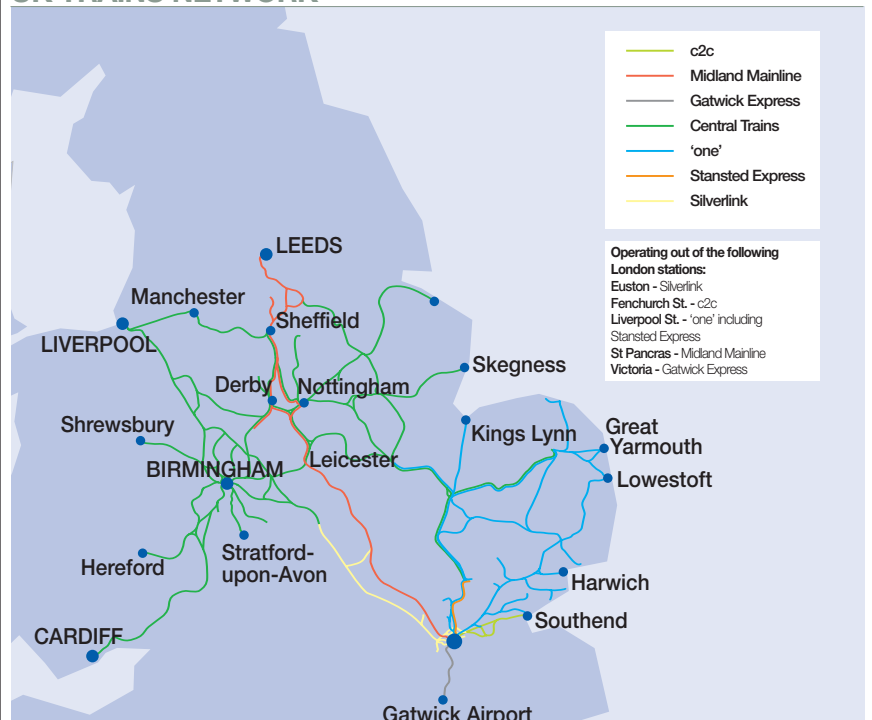 c2c
Midland Mainline
Gatwick Express
Central Trains
'one'
Stansted Express
Silverlink
Operating out of the following
London stations:
Euston - Silverlink
Fenchurch St. - c2c
Liverpool St. - 'one' including
Stansted Express
St Pancras - Midland Mainline
Victoria - Gatwick Express
LEEDS
Manchester
Sheffield
LIVERPOOL
Skegness
Derby
Nottingham
Shrewsbury
Kings Lynn
Great
Yarmouth
Leicester
BIRMINGHAM
Lowestoft
Stratford-
upon-Avon
Hereford
Harwich
Southend
CARDIFF
Gatwick Airport